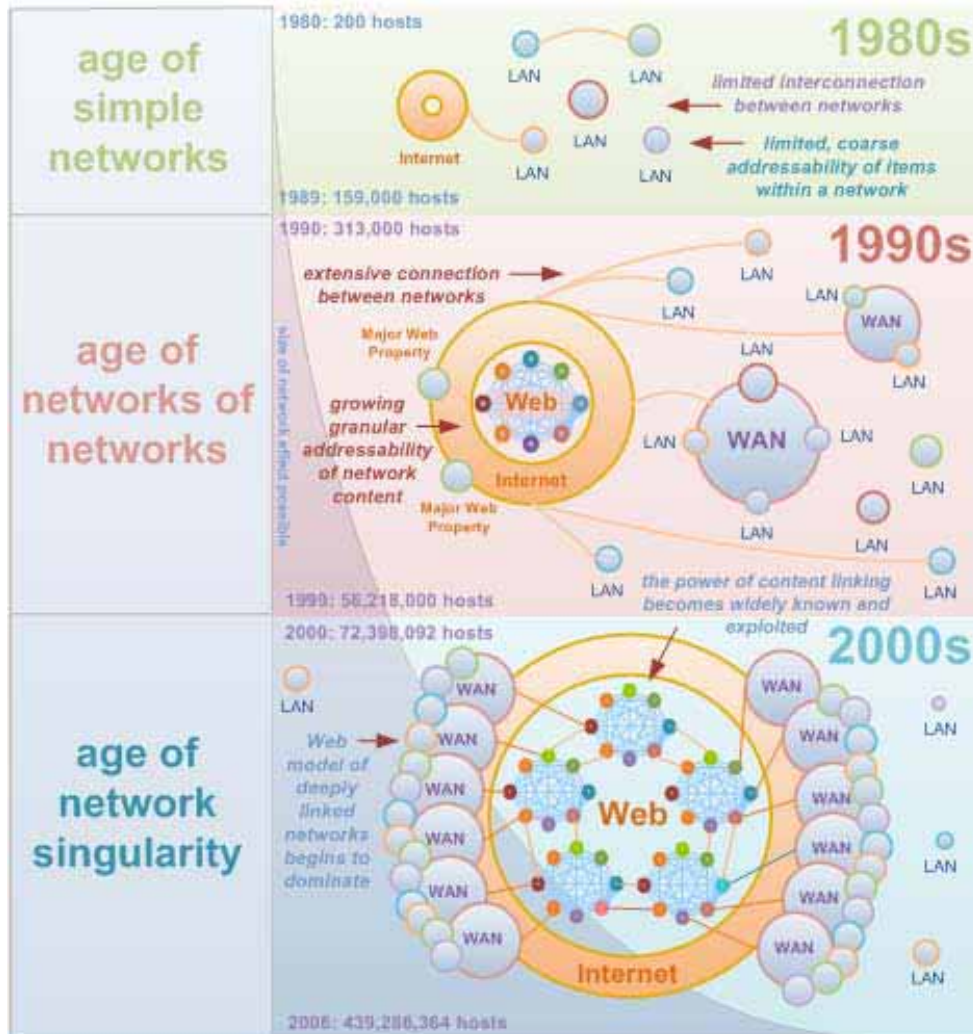 age of
simple
networks
1980: 200 hosts
1980s
LAN
LAN
limited interconnection
between networks
LAN
Internet
LAN
LAN
limited, coarse
addressability of items
within a network
1989: 159,000 hosts
age of
networks of
networks
1990: 313,000 hosts
1990s
LAN
extensive connection
between networks
LAN
LAN
WAN
LAN
size of network effect possible
Major Web
Property
LAN
Web
growing
granular
addressability
of network
content
LAN
WAN
LAN
LAN
Internet
Major Web
Property
LAN
LAN
LAN
LAN
1999: 56,218,000 hosts
the power of content linking
becomes widely known and
exploited
age of
network
singularity
2000: 72,398,092 hosts
2000s
LAN
WAN
WAN
WAN
WAN
WAN
WAN
Web
model of
deeply
linked
networks
begins to
dominate
Web
WAN
WAN
WAN
WAN
WAN
WAN
LAN
LAN
LAN
Internet
2006: 439,286,364 hosts